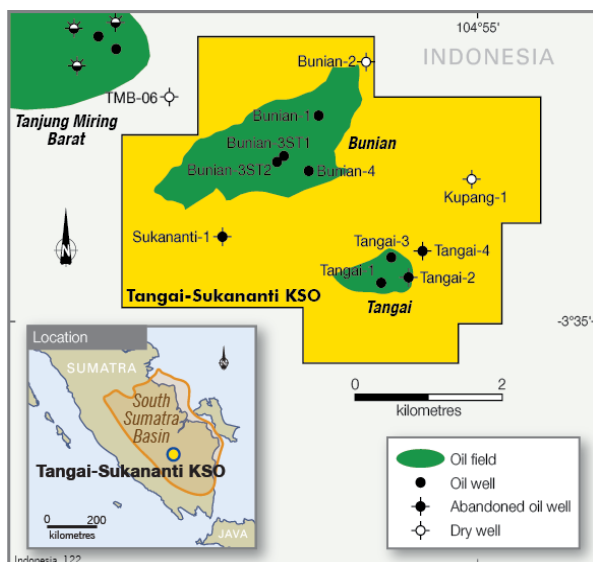 104°55'
INDONESIA
Bunian-2
TMB-06
Tanjung Miring
Barat
Bunian-1
Bunian
Bunian-3ST1
Bunian-3ST2
Bunian-4
Kupang-1
Sukananti-1
Tangai-3
Tangai-4
Tangai-1
Tangai-2
Tangai-Sukananti KSO
Tangai
N
-3°35'
0
2
kilometres
Location
SUMATRA
South
Sumatra
Basin
Tangai-Sukananti KSO
0
200
kilometres
JAVA
Oil field
Oil well
Abandoned oil well
Dry well
Indonesia_122